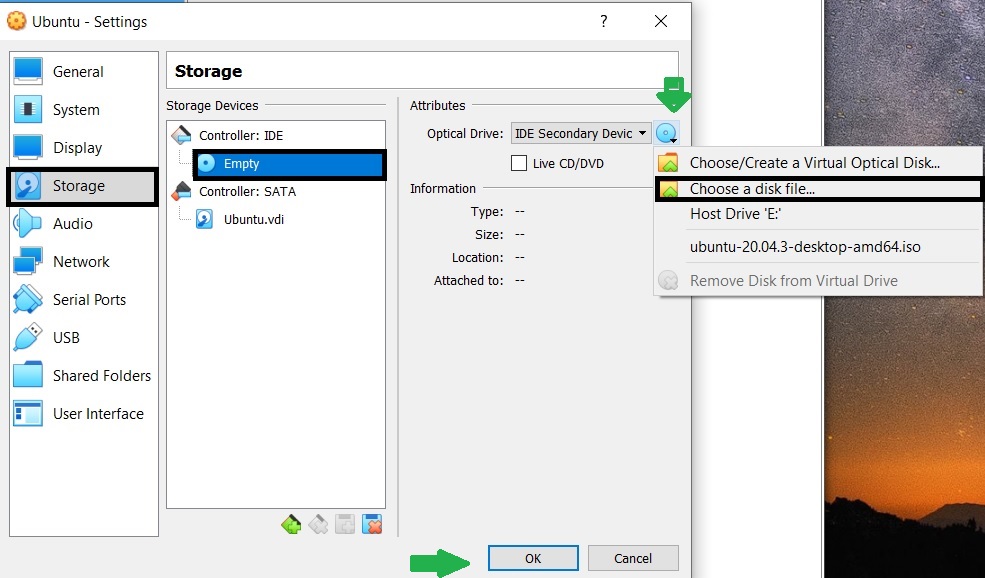 Ubuntu - Settings
?
General
System
Display
Storage
Audio
Network
Serial Ports
USB
Shared Folders
User Interface
Storage
Storage Devices
Controller: IDE
Empty
Controller: SATA
Ubuntu.vdi
Attributes
Optical Drive: IDE Secondary Devic
Live CD/DVD
Information
Type: --
Size: --
Location: --
Attached to: --
Choose/Create a Virtual Optical Disk...
Choose a disk file...
Host Drive 'E:'
ubuntu-20.04.3-desktop-amd64.iso
Remove Disk from Virtual Drive
OK
Cancel